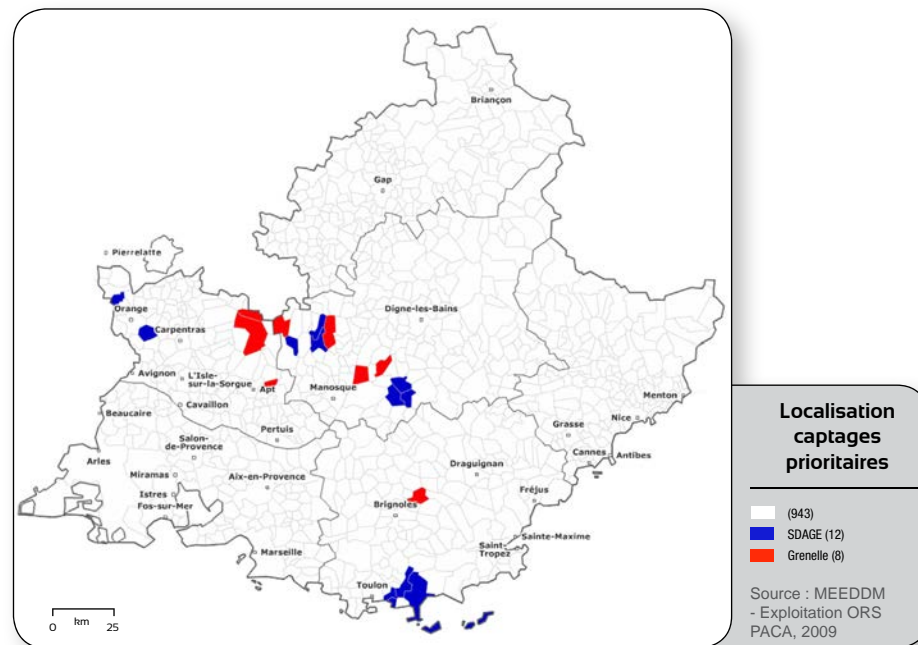 Briançon
Gap
Pierrelatte
Orange
Carpentras
Digne-les-Bains
Avignon
L'Isle-
sur-la-Sorgue
Apt
Manosque
Menton
Beaucaire
Cavaillon
Nice
Pertuis
Grasse
Salon-
de-Provence
Cannes
Antibes
Arles
Draguignan
Miramas
Aix-en-Provence
Istres
Fréjus
Fos-sur-Mer
Brignoles
Sainte-Maxime
Saint-
Tropez
Marseille
Toulon
0 km 25
Localisation
captages
prioritaires
(943)
SDAGE (12)
Grenelle (8)
Source : MEEDDM
- Exploitation ORS
PACA, 2009